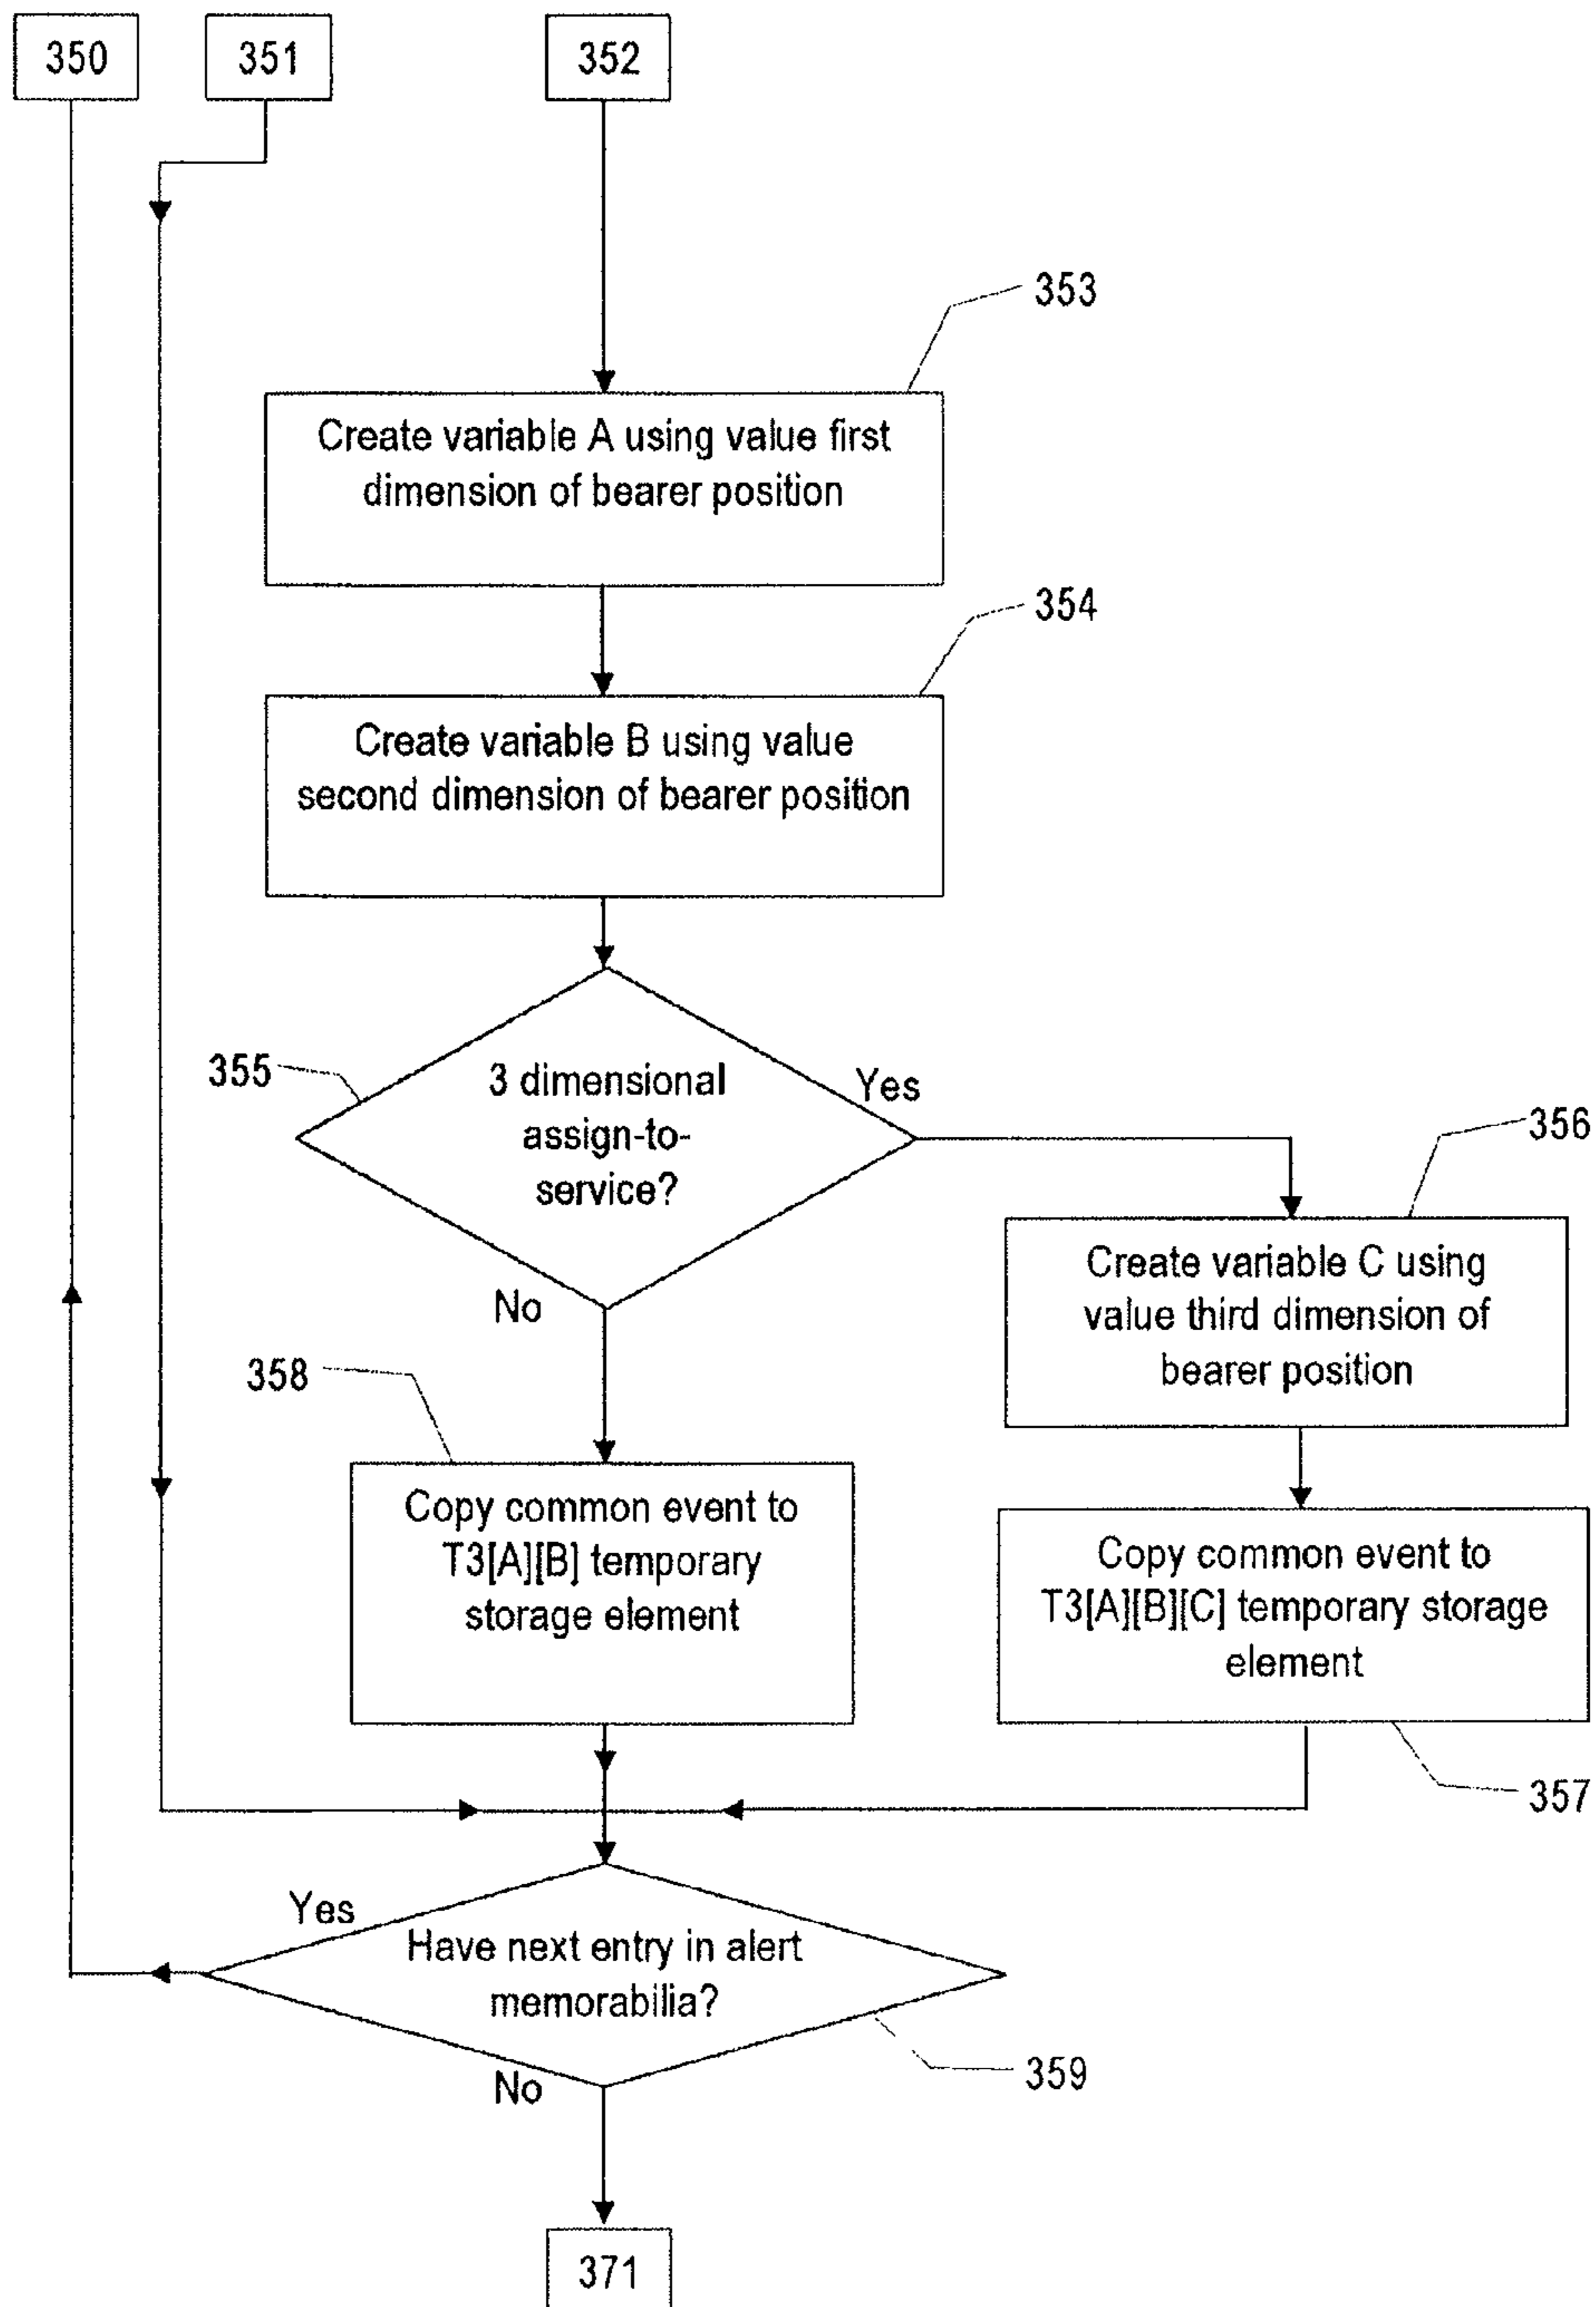 350
351
352
353
Create variable A using value first
dimension of bearer position
354
Create variable B using value
second dimension of bearer position
355
3 dimensional
assign-to-
service?
Yes
No
356
Create variable C using
value third dimension of
bearer position
358
Copy common event to
T3[A][B] temporary
storage element
Copy common event to
T3[A][B][C] temporary storage
element
357
Yes
Have next entry in alert
memorabilia?
No
359
371